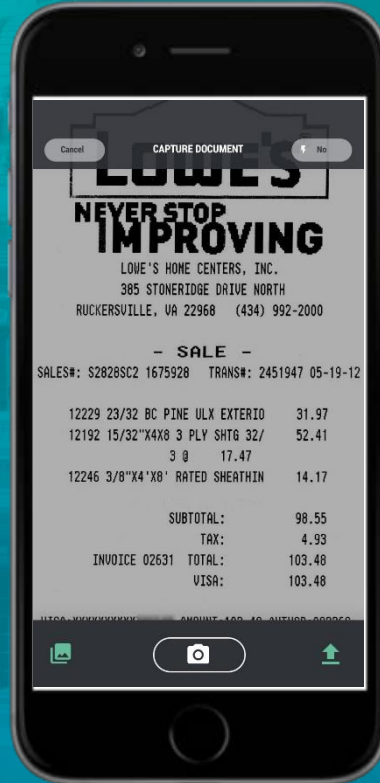 Cancel CAPTURE DOCUMENT No
LOWE'S
NEVER STOP
IMPROVING
LOWE'S HOME CENTERS, INC.
385 STONERIDGE DRIVE NORTH
RUCKERSVILLE, VA 22968 (434) 992-2000
- SALE -
SALES#: S2828SC2 1675928 TRANS#: 2451947 05-19-12
12229 23/32 BC PINE ULX EXTERIO 31.97
12192 15/32"X4X8 3 PLY SHTG 32/ 52.41
3 @ 17.47
12246 3/8"X4'X8' RATED SHEATHIN 14.17
SUBTOTAL: 98.55
TAX: 4.93
INVOICE 02631 TOTAL: 103.48
VISA: 103.48